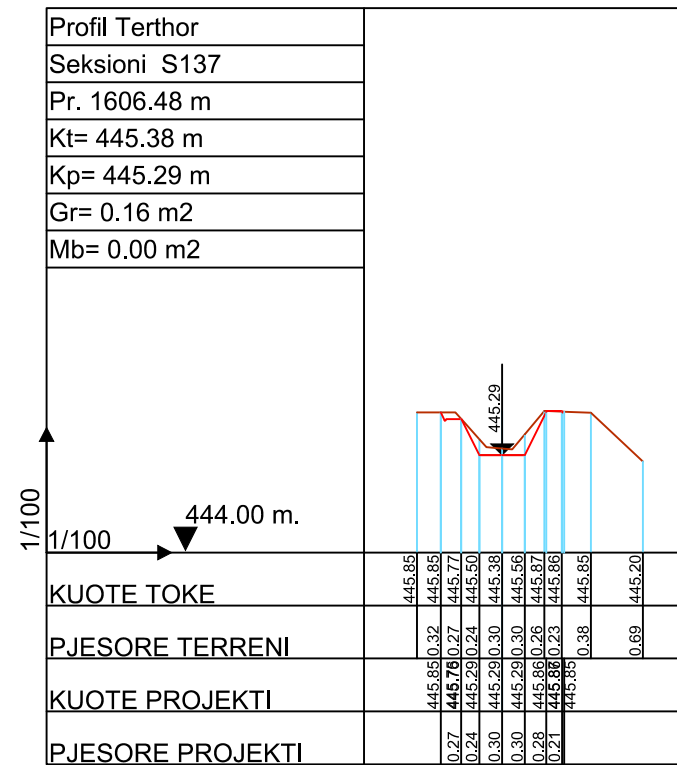 Profil Terthor
Seksioni S137
Pr. 1606.48 m
Kt= 445.38 m
Kp= 445.29 m
Gr= 0.16 m2
Mb= 0.00 m2
445.29
1/100
1/100
444.00 m.
KUOTE TOKE
445.85 445.85 445.77 445.50 445.38 445.56 445.87 445.86 445.85 445.20
PJESORE TERRENI
0.32 0.27 0.24 0.30 0.30 0.26 0.23 0.38 0.69
KUOTE PROJEKTI
445.85 445.29 445.29 445.29 445.86 445.85
PJESORE PROJEKTI
0.27 0.24 0.30 0.30 0.28 0.21